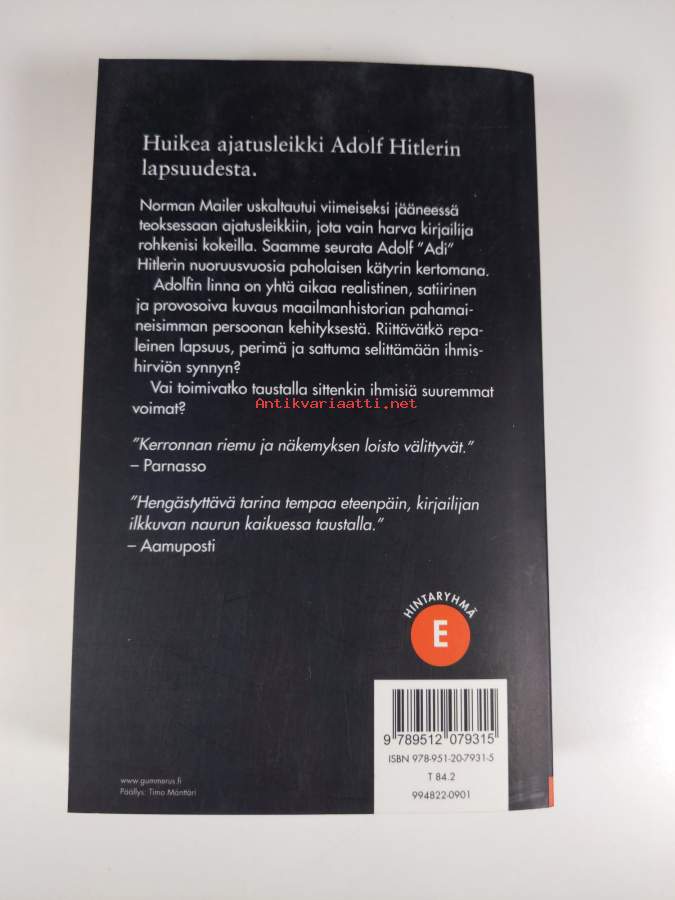 Huikea ajatusleikki Adolf Hitlerin
lapsuudesta.
Norman Mailer uskaltautui viimeiseksi jääneessä
teoksessaan ajatusleikkiin, jota vain harva kirjailija
rohkenisi kokeilla. Saamme seurata Adolf ”Adi”
Hitlerin nuoruusvuosia paholaisen kätyrin kertomana.
Adolfin linna on yhtä aikaa realistinen, satiirinen
ja provosoiva kuvaus maailmanhistorian pahamai-
neisimman persoonan kehityksestä. Riittävätkö repa-
leinen lapsuus, perimä ja sattuma selittämään ihmis-
hirviön synnyn?
Vai toimivatko taustalla sittenkin ihmisiä suuremmat
voimat?
Antikvariaatti.net
”Kerronnan riemu ja näkemyksen loisto välittyvät.”
– Parnasso
”Hengästyttävä tarina tempaa eteenpäin, kirjailijan
ilkkuvan naurun kaikuessa taustalla.”
– Aamuposti
HINTARYHMÄ
E
9 789512 079315
ISBN 978-951-20-7931-5
T 84.2
994822-0901
www.gummerus.fi
Päällys: Timo Mänttäri